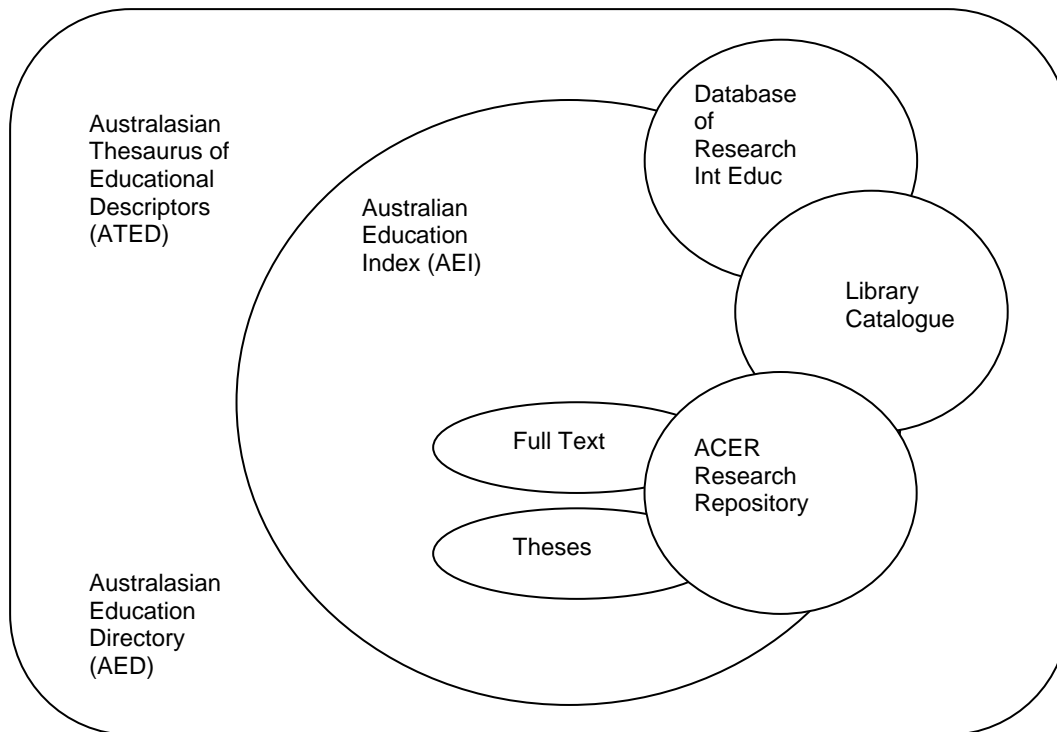 Australasian
Thesaurus of
Educational
Descriptors
(ATED)
Australian
Education
Index (AEI)
Database
of
Research
Int Educ
Library
Catalogue
Full Text
ACER
Research
Repository
Theses
Australasian
Education
Directory
(AED)